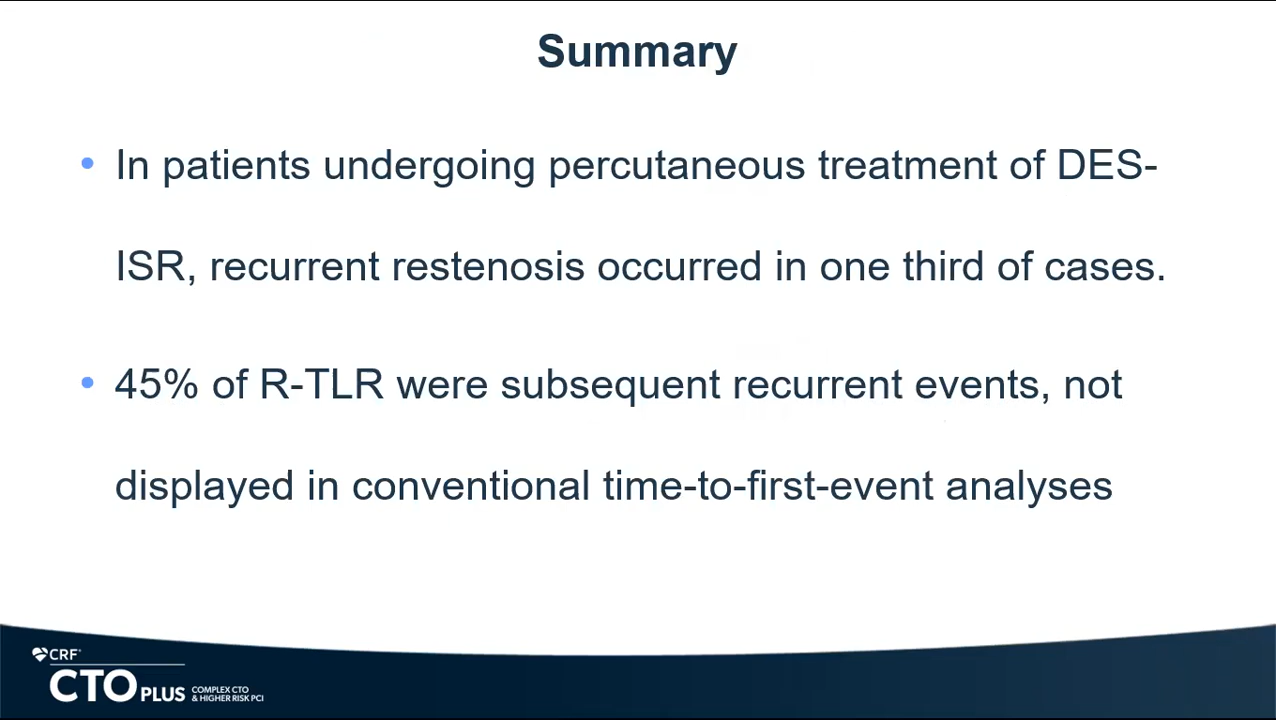 Summary
• In patients undergoing percutaneous treatment of DES-
ISR, recurrent restenosis occurred in one third of cases.
• 45% of R-TLR were subsequent recurrent events, not
displayed in conventional time-to-first-event analyses
CRF
CTO PLUS COMPLEX CTO
& HIGHER RISK PCI